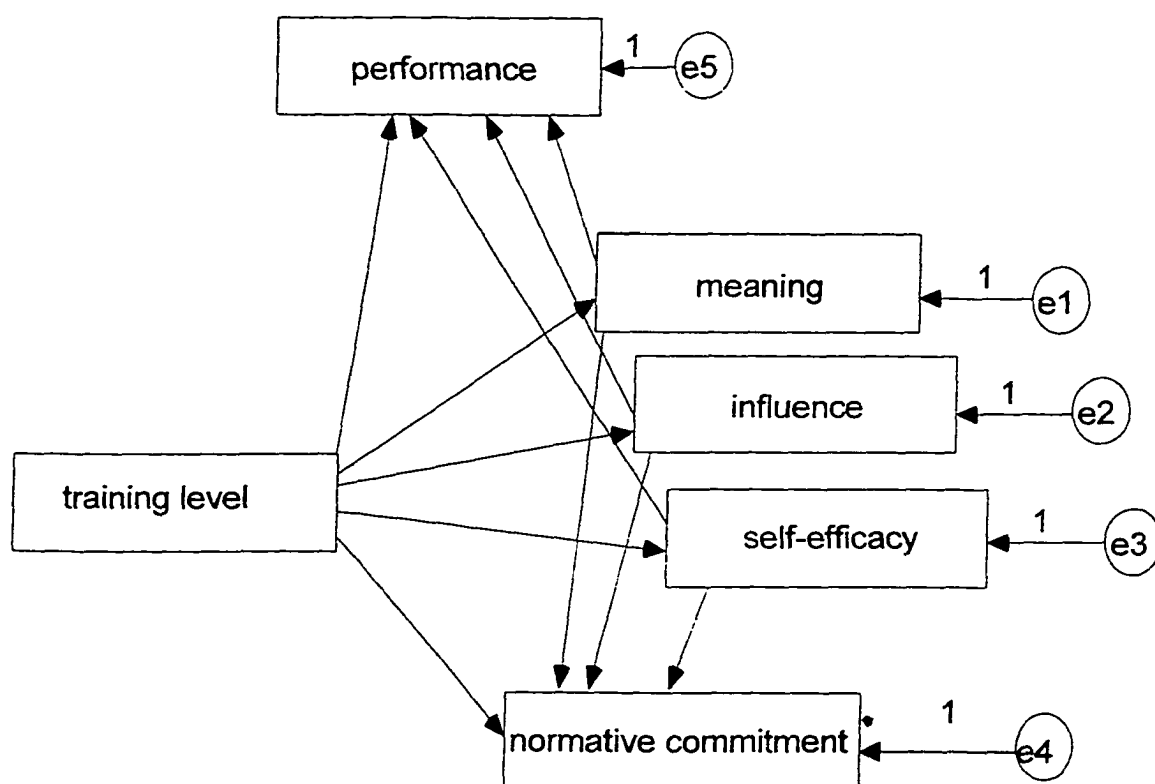 performance
1
e5
meaning
1
e1
influence
1
e2
training level
self-efficacy
1
e3
normative commitment
1
e4